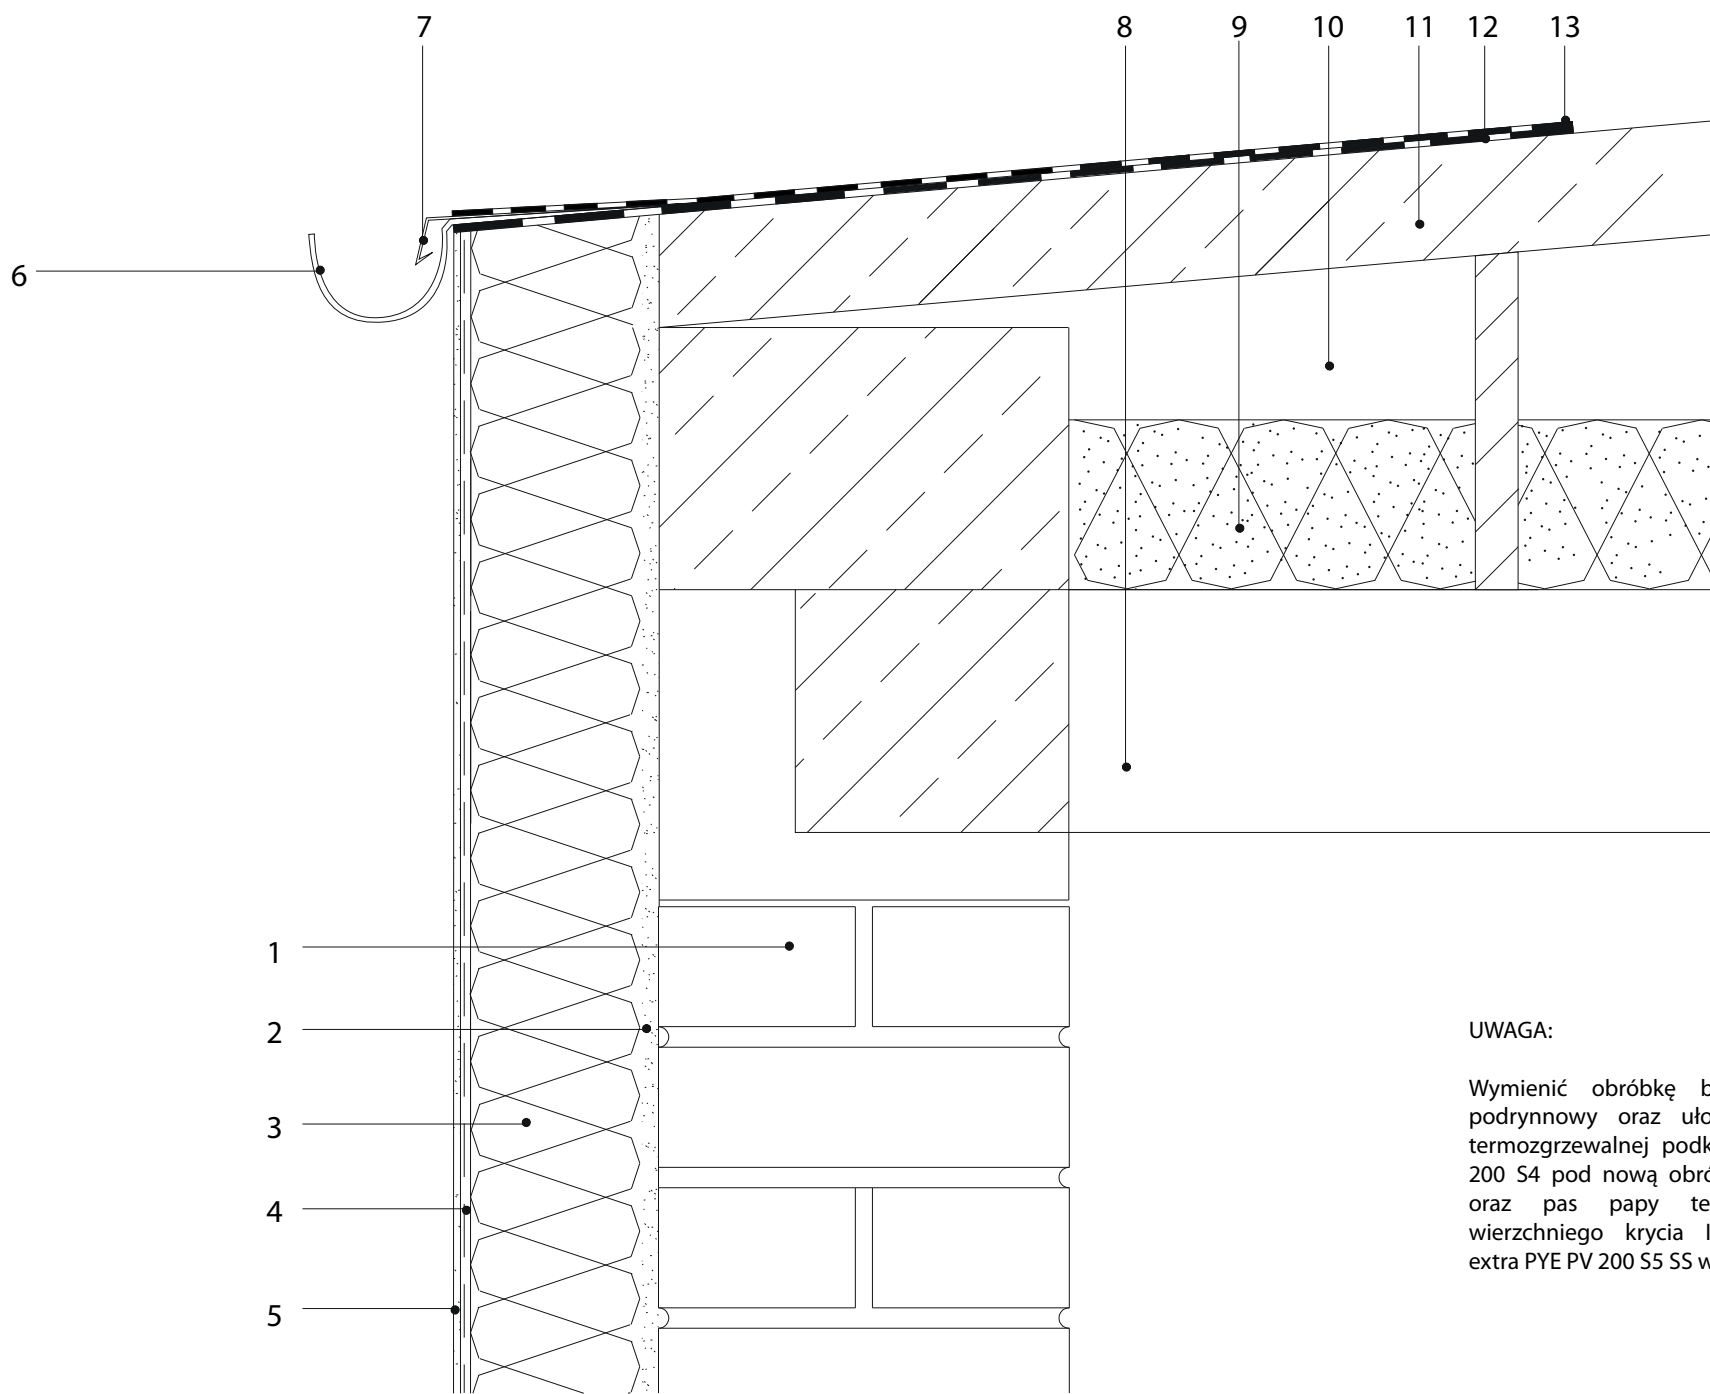 7 8 9 10 11 12 13
6
1
2
3
4
5
UWAGA:
Wymienić obróbkę b
podrynnowy oraz uło
termozgrzewalnej podk
200 S4 pod nową obró
oraz pas papy te
wierzchniego krycia I
extra PYE PV 200 S5 SS w